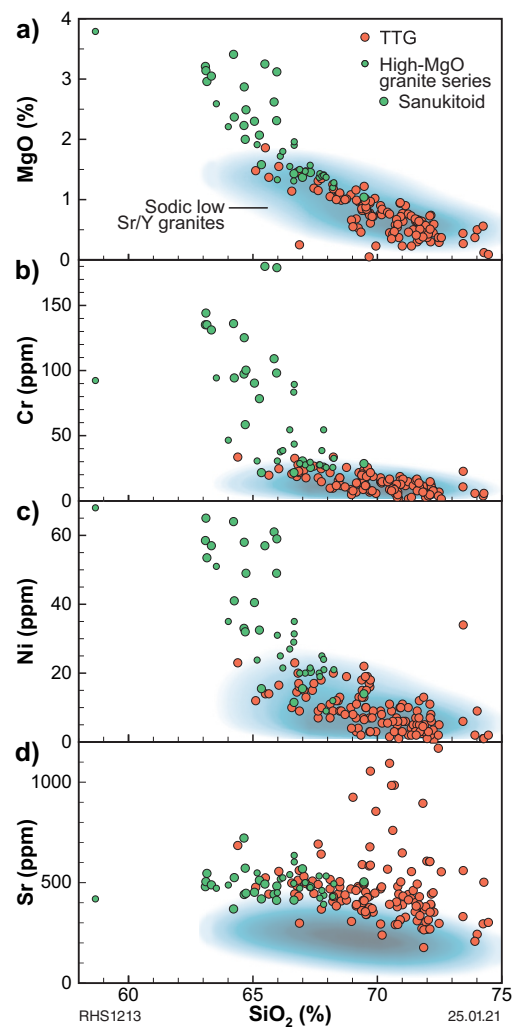 a)
TTG
High-MgO
granite series
Sanukitoid
Sodic low
Sr/Y granites
MgO (%)
4
3
2
1
0
b)
Cr (ppm)
150
100
50
0
c)
Ni (ppm)
60
40
20
0
d)
Sr (ppm)
1000
500
0
60 65 70 75
RHS1213 SiO2 (%) 25.01.21